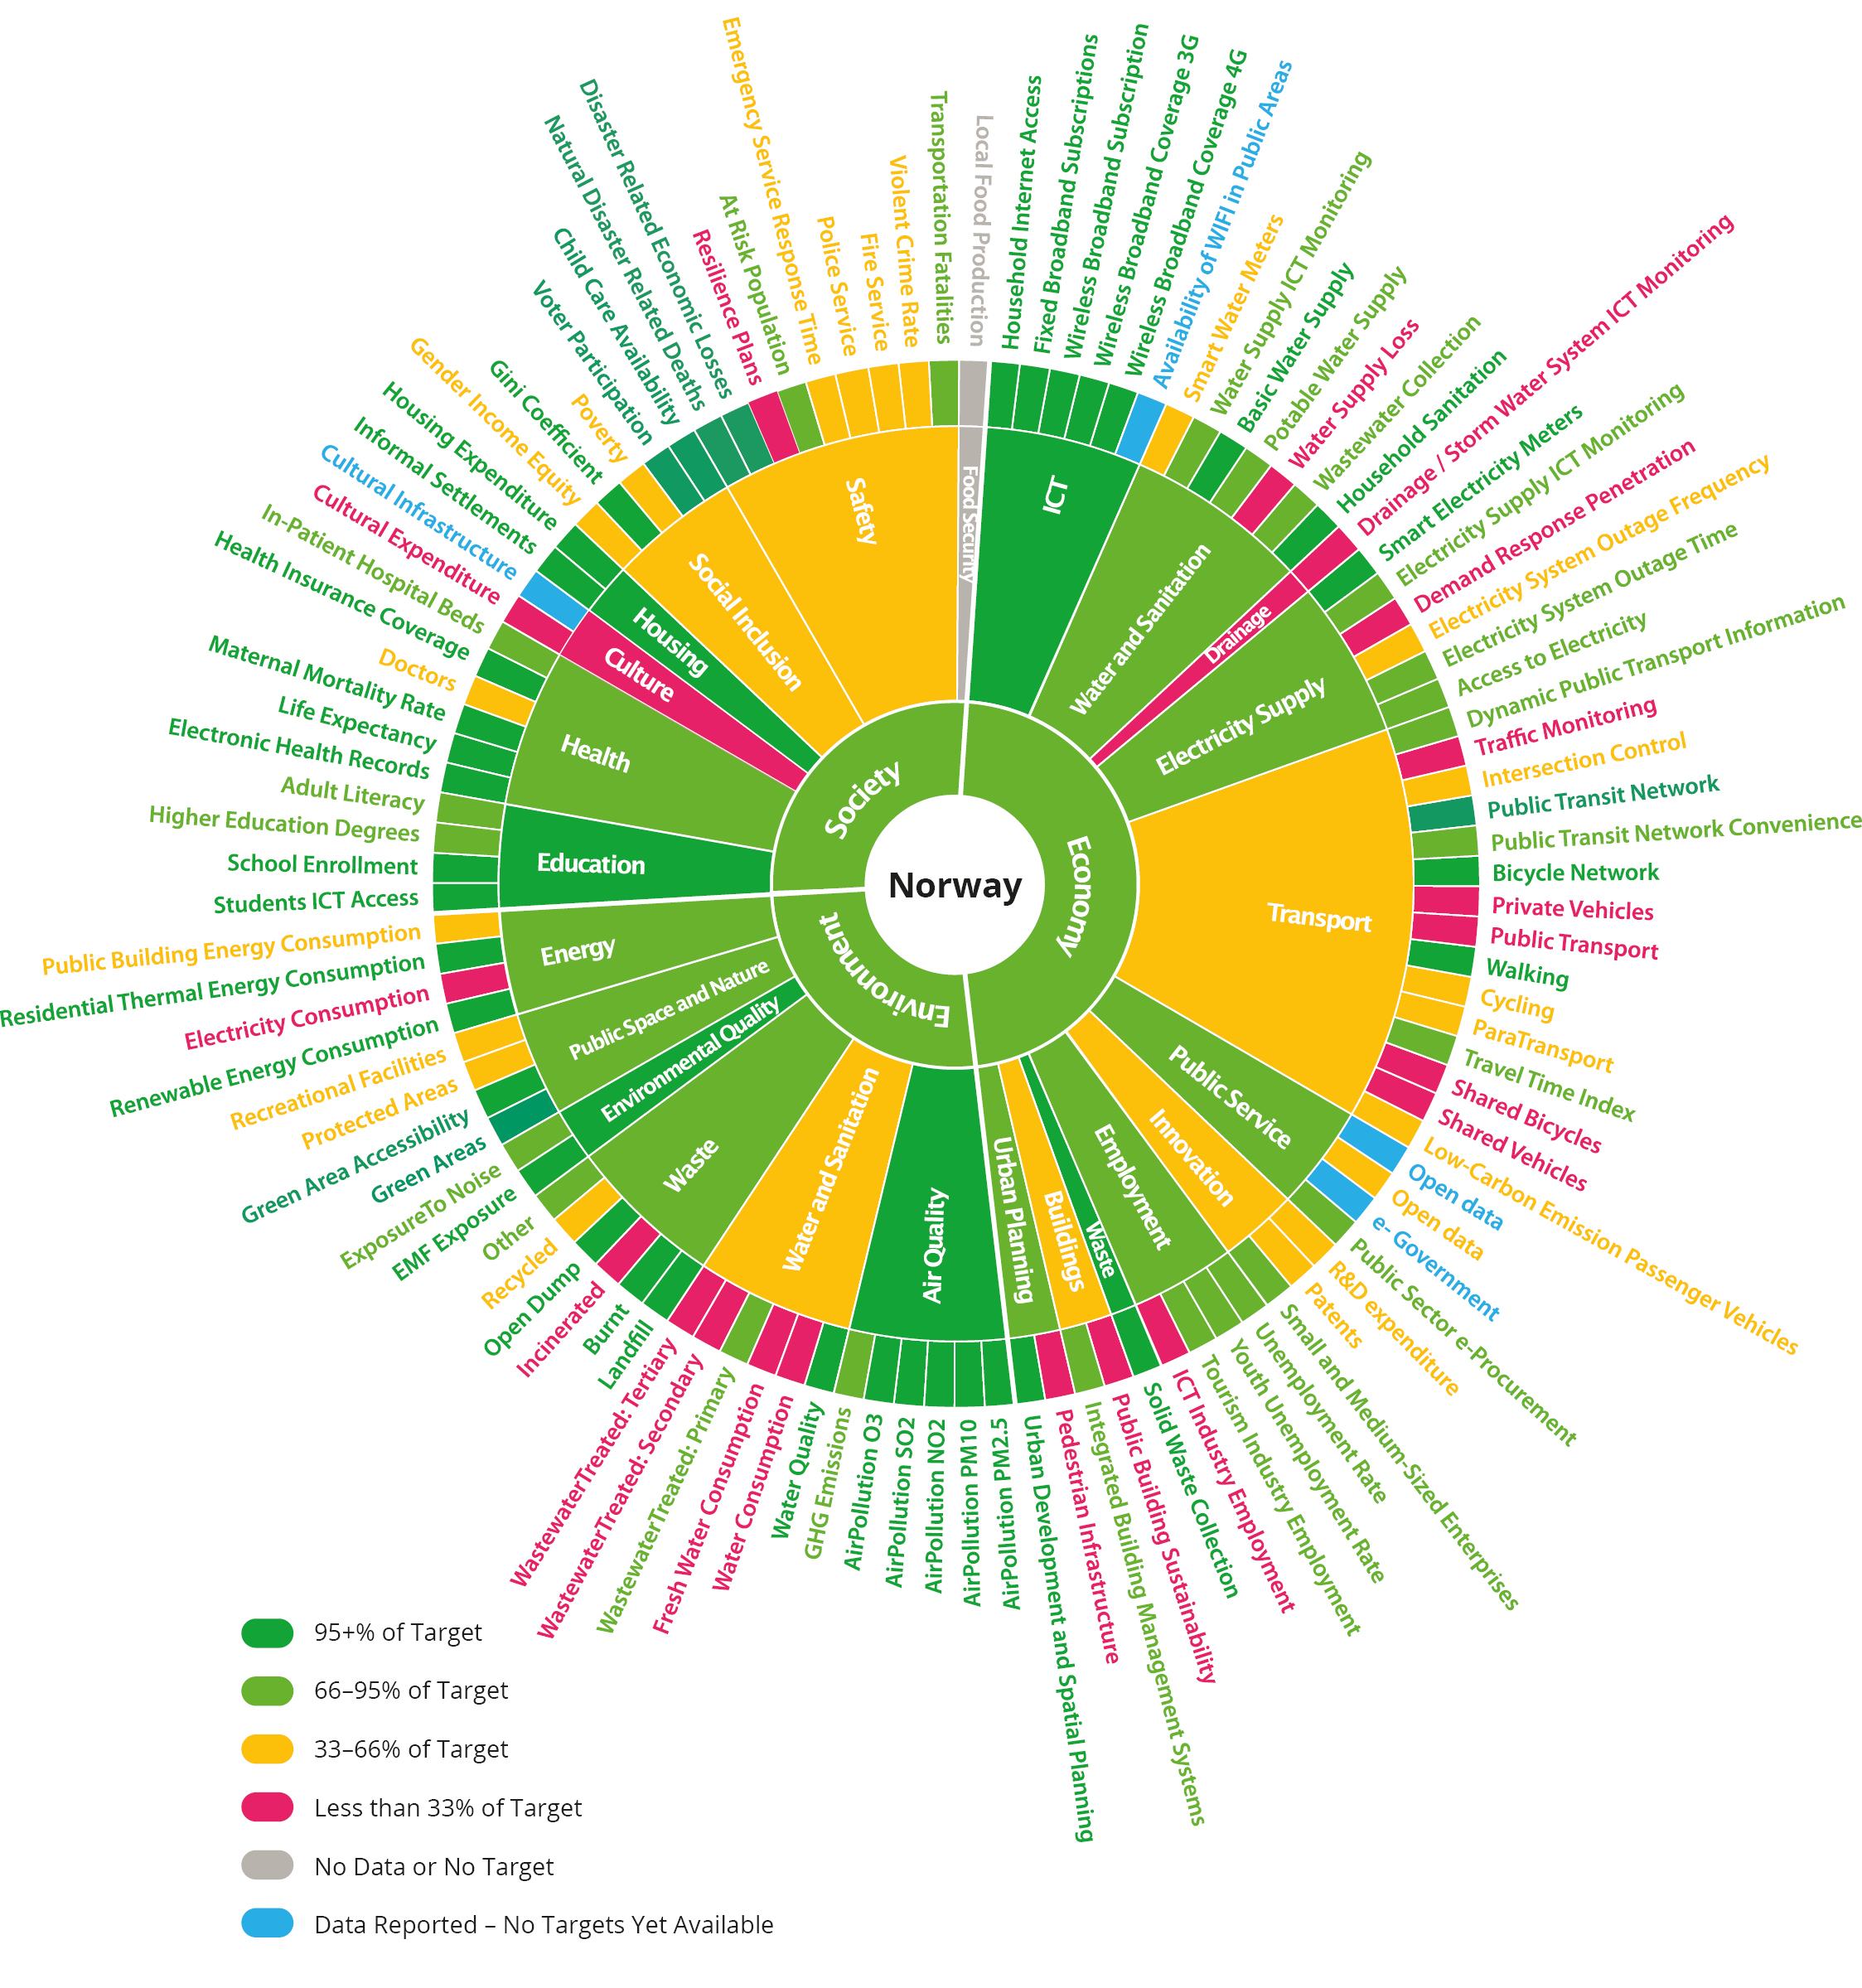 Norway
Society
Economy
Environment
ICT
Water and Sanitation
Drainage
Electricity Supply
Transport
Public Service
Innovation
Employment
Waste
Buildings
Urban Planning
Air Quality
Water and Sanitation
Waste
Environmental Quality
Public Space and Nature
Energy
Education
Health
Culture
Housing
Social Inclusion
Safety
Food Security
Household Internet Access
Fixed Broadband Subscriptions
Wireless Broadband Subscription
Wireless Broadband Coverage 3G
Wireless Broadband Coverage 4G
Availability of WIFI in Public Areas
Smart Water Meters
Water Supply ICT Monitoring
Basic Water Supply
Potable Water Supply
Water Supply Loss
Wastewater Collection
Household Sanitation
Drainage / Storm Water System ICT Monitoring
Smart Electricity Meters
Electricity Supply ICT Monitoring
Demand Response Penetration
Electricity System Outage Frequency
Electricity System Outage Time
Access to Electricity
Dynamic Public Transport Information
Traffic Monitoring
Intersection Control
Public Transit Network
Public Transit Network Convenience
Bicycle Network
Private Vehicles
Public Transport
Walking
Cycling
ParaTransport
Travel Time Index
Shared Bicycles
Shared Vehicles
Low-Carbon Emission Passenger Vehicles
Open data
Open data
e- Government
Public Sector e-Procurement
R&D expenditure
Patents
Small and Medium-Sized Enterprises
Unemployment Rate
Youth Unemployment Rate
Tourism Industry Employment
ICT Industry Employment
Solid Waste Collection
Public Building Sustainability
Integrated Building Management Systems
Pedestrian Infrastructure
Urban Development and Spatial Planning
AirPollution PM2.5
AirPollution PM10
AirPollution NO2
AirPollution SO2
AirPollution O3
GHG Emissions
Water Quality
Water Consumption
Fresh Water Consumption
WastewaterTreated: Primary
WastewaterTreated: Secondary
WastewaterTreated: Tertiary
Landfill
Burnt
Incinerated
Open Dump
Recycled
Other
EMF Exposure
ExposureTo Noise
Green Areas
Green Area Accessibility
Protected Areas
Recreational Facilities
Renewable Energy Consumption
Electricity Consumption
Residential Thermal Energy Consumption
Public Building Energy Consumption
Students ICT Access
School Enrollment
Higher Education Degrees
Adult Literacy
Electronic Health Records
Life Expectancy
Maternal Mortality Rate
Doctors
Health Insurance Coverage
In-Patient Hospital Beds
Cultural Expenditure
Cultural Infrastructure
Informal Settlements
Housing Expenditure
Gender Income Equity
Gini Coefficient
Poverty
Voter Participation
Child Care Availability
Natural Disaster Related Deaths
Disaster Related Economic Losses
Resilience Plans
At Risk Population
Emergency Service Response Time
Police Service
Fire Service
Violent Crime Rate
Transportation Fatalities
Local Food Production
95+% of Target
66–95% of Target
33–66% of Target
Less than 33% of Target
No Data or No Target
Data Reported – No Targets Yet Available